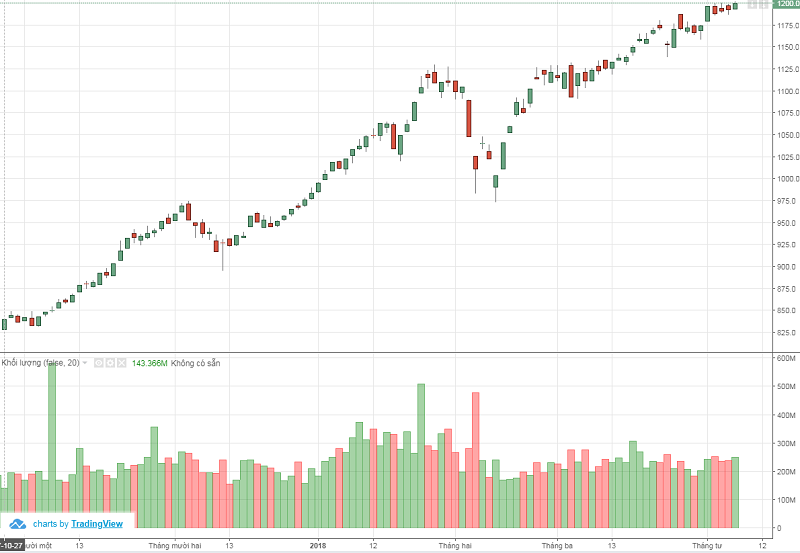 1200.0
1175.0
1150.0
1125.0
1100.0
1075.0
1050.0
1025.0
1000.0
975.0
950.0
925.0
900.0
875.0
850.0
825.0
Khối lượng (false, 20) 143.366M Không có sẵn
600M
500M
400M
300M
200M
100M
0
charts by TradingView
-10-27 ười một 13 Tháng mười hai 13 2018 12 Tháng hai Tháng ba 13 Tháng tư 12